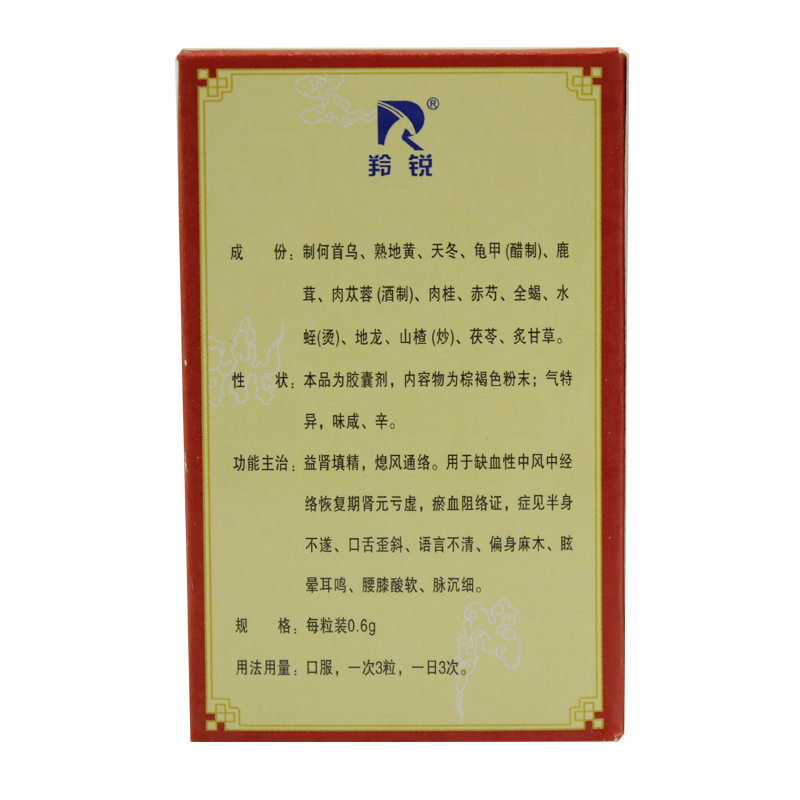 R®
羚锐
成 份：制何首乌、熟地黄、天冬、龟甲(醋制)、鹿
茸、肉苁蓉(酒制)、肉桂、赤芍、全蝎、水
蛭(烫)、地龙、山楂(炒)、茯苓、炙甘草。
性 状：本品为胶囊剂，内容物为棕褐色粉末；气特
异，味咸、辛。
功能主治：益肾填精，熄风通络。用于缺血性中风中经
络恢复期肾元亏虚，瘀血阻络证，症见半身
不遂、口舌歪斜、语言不清、偏身麻木、眩
晕耳鸣、腰膝酸软、脉沉细。
规 格：每粒装0.6g
用法用量：口服，一次3粒，一日3次。